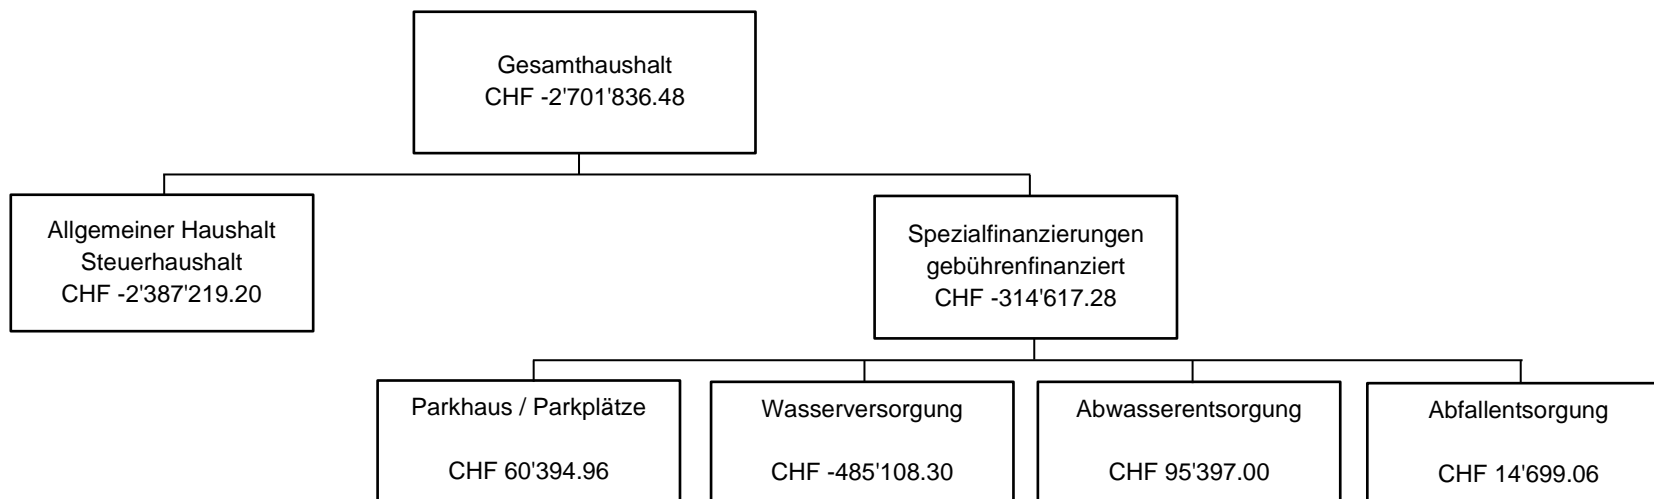 Gesamthaushalt
CHF -2'701'836.48
Allgemeiner Haushalt
Steuerhaushalt
CHF -2'387'219.20
Spezialfinanzierungen
gebührenfinanziert
CHF -314'617.28
Parkhaus / Parkplätze
CHF 60'394.96
Wasserversorgung
CHF -485'108.30
Abwasserentsorgung
CHF 95'397.00
Abfallentsorgung
CHF 14'699.06